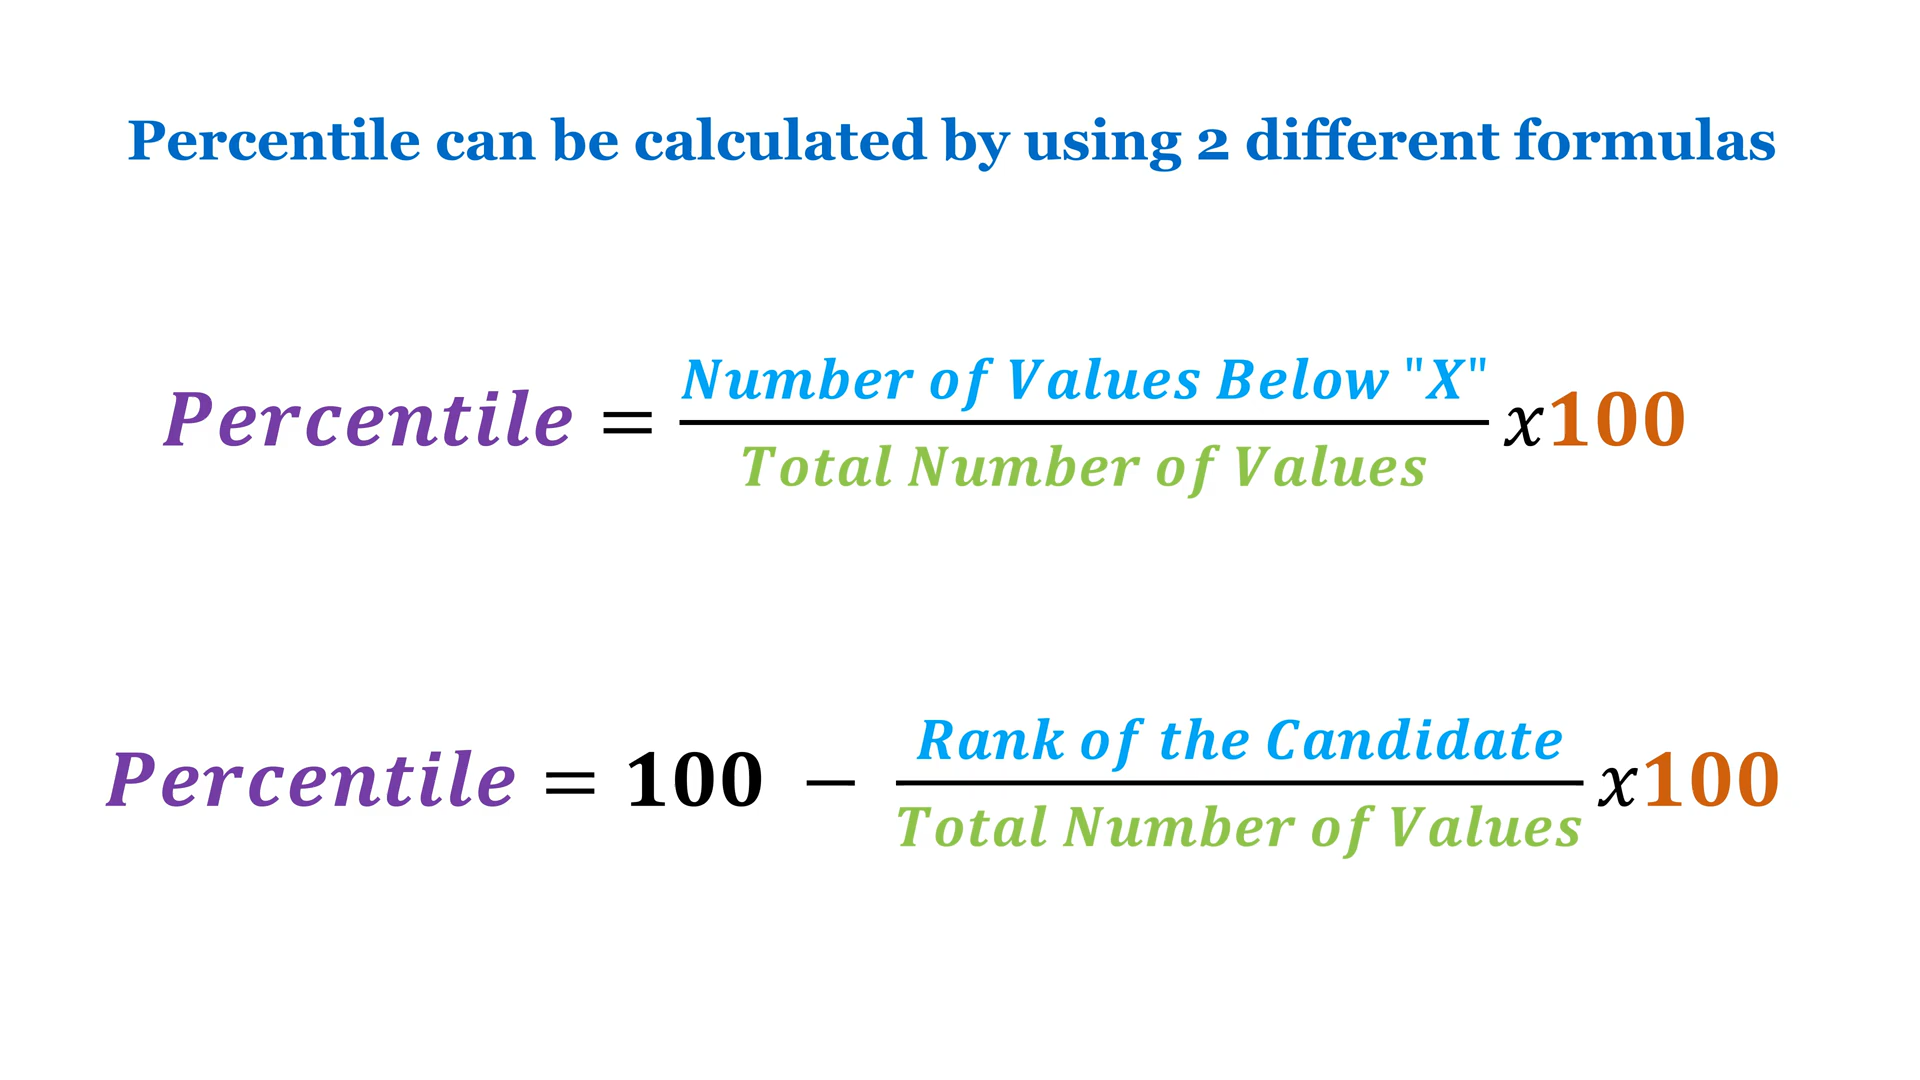 Percentile can be calculated by using 2 different formulas
Number of Values Below "X"
Percentile = x100
Total Number of Values
Rank of the Candidate
Percentile = 100 − x100
Total Number of Values